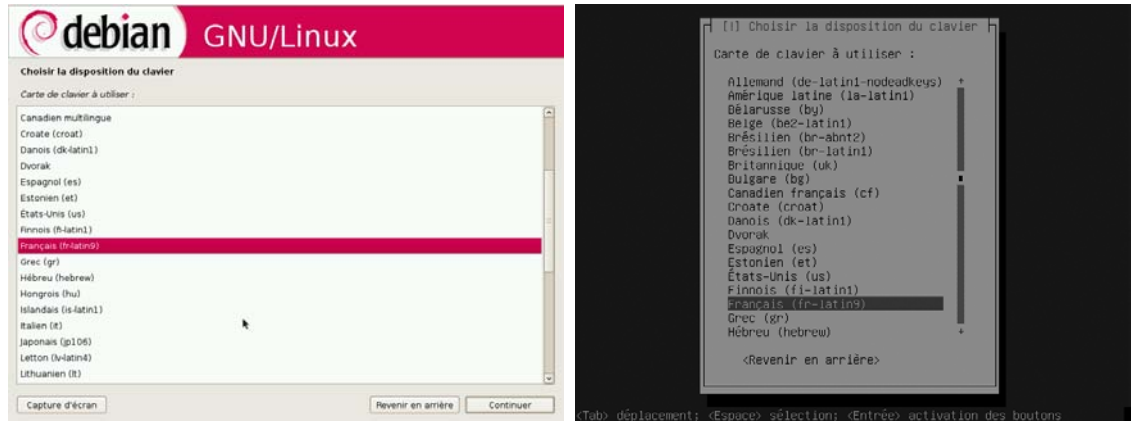 debian GNU/Linux
Choisir la disposition du clavier
Carte de clavier à utiliser :
Canadien multilingue
Croate (croat)
Danois (dk-latin1)
Dvorak
Espagnol (es)
Estonien (et)
États-Unis (us)
Finnois (fi-latin1)
Français (fr-latin9)
Grec (gr)
Hébreu (hebrew)
Hongrois (hu)
Islandais (is-latin1)
Italien (it)
Japonais (jp106)
Letton (lv-latin4)
Lithuanien (lt)
Capture d'écran
Revenir en arrière
Continuer
[!] Choisir la disposition du clavier
Carte de clavier à utiliser :
Allemand (de-latin1-nodeadkeys)
Amérique latine (la-latin1)
Bélarusse (by)
Belge (be2-latin1)
Brésilien (br-abnt2)
Brésilien (br-latin1)
Britannique (uk)
Bulgare (bg)
Canadien français (cf)
Croate (croat)
Danois (dk-latin1)
Dvorak
Espagnol (es)
Estonien (et)
États-Unis (us)
Finnois (fi-latin1)
Français (fr-latin9)
Grec (gr)
Hébreu (hebrew)
<Revenir en arrière>
<Tab> déplacement; <Espace> sélection; <Entrée> activation des boutons